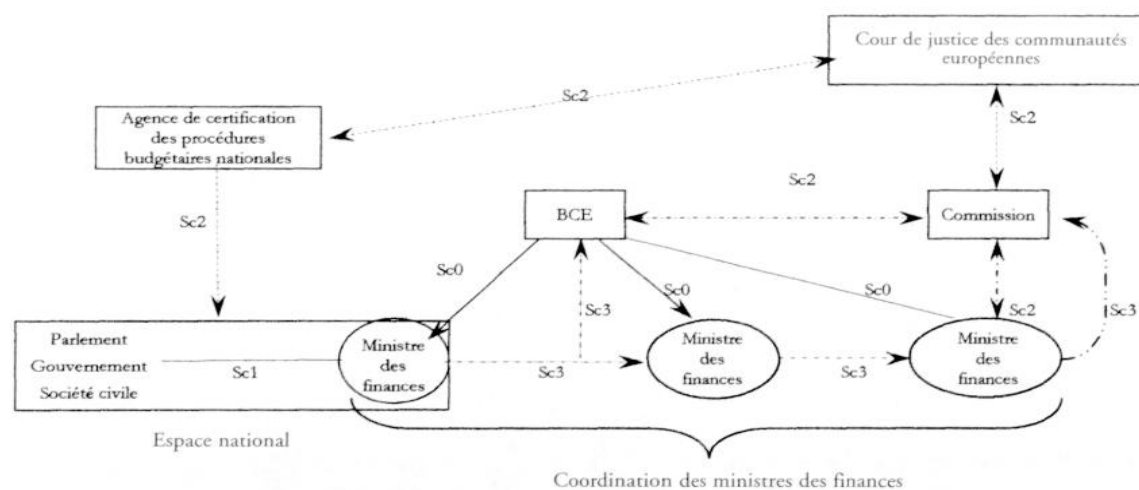 Cour de justice des communautés
européennes
Sc2
Agence de certification
des procédures
budgétaires nationales
Sc2
Sc2
Sc2
BCE
Commission
Sc0
Sc3
Sc0
Sc0
Sc2
Sc3
Parlement
Gouvernement
Société civile
Sc1
Ministre
des
finances
Sc3
Ministre
des
finances
Sc3
Ministre
des
finances
Espace national
Coordination des ministres des finances